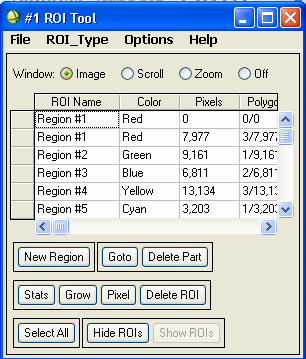 #1 ROI Tool
File ROI_Type Options Help
Window: Image Scroll Zoom Off
ROI Name Color Pixels Polygo
Region #1 Red 0 0/0
Region #1 Red 7,977 3/7,977
Region #2 Green 9,161 1/9,161
Region #3 Blue 6,811 2/6,811
Region #4 Yellow 13,134 3/13,13
Region #5 Cyan 3,203 1/3,203
New Region Goto Delete Part
Stats Grow Pixel Delete ROI
Select All Hide ROIs Show ROIs